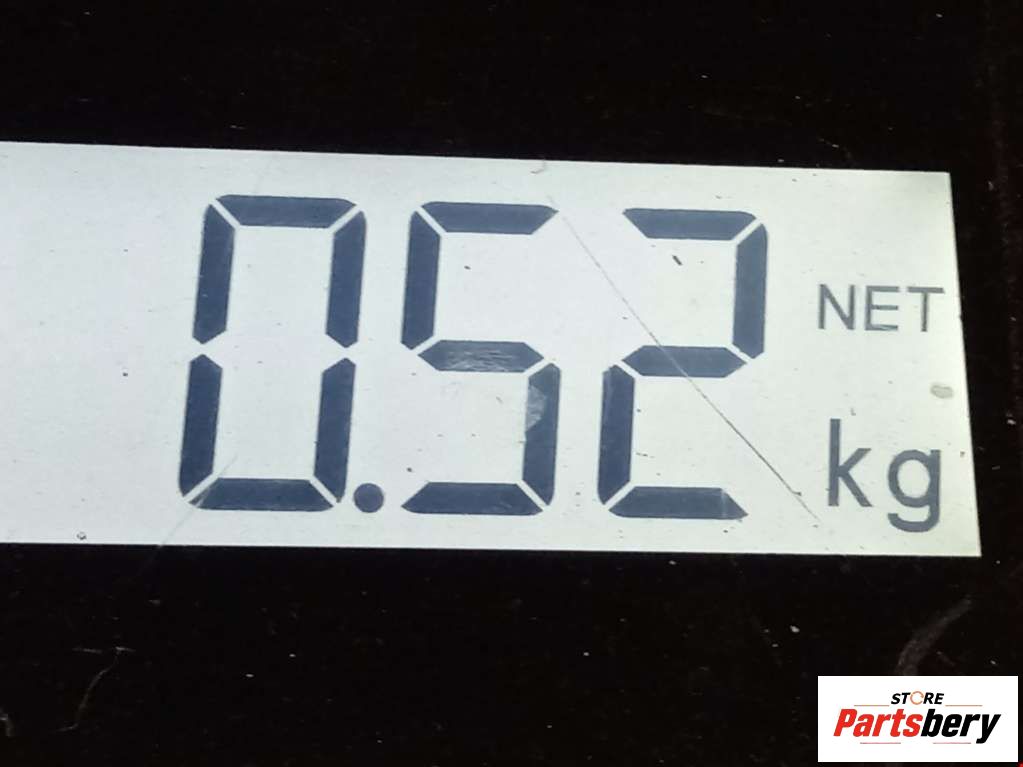 0.52 NET
kg
STORE
Partsbery